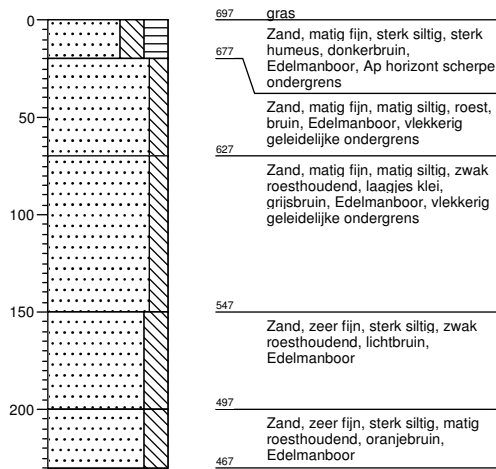 0
50
100
150
200
697 gras
Zand, matig fijn, sterk siltig, sterk
humeus, donkerbruin,
Edelmanboor, Ap horizont scherpe
ondergrens
677
Zand, matig fijn, matig siltig, roest,
bruin, Edelmanboor, vlekkerig
geleidelijke ondergrens
627
Zand, matig fijn, matig siltig, zwak
roesthoudend, laagjes klei,
grijsbruin, Edelmanboor, vlekkerig
geleidelijke ondergrens
547
Zand, zeer fijn, sterk siltig, zwak
roesthoudend, lichtbruin,
Edelmanboor
497
Zand, zeer fijn, sterk siltig, matig
roesthoudend, oranjebruin,
Edelmanboor
467